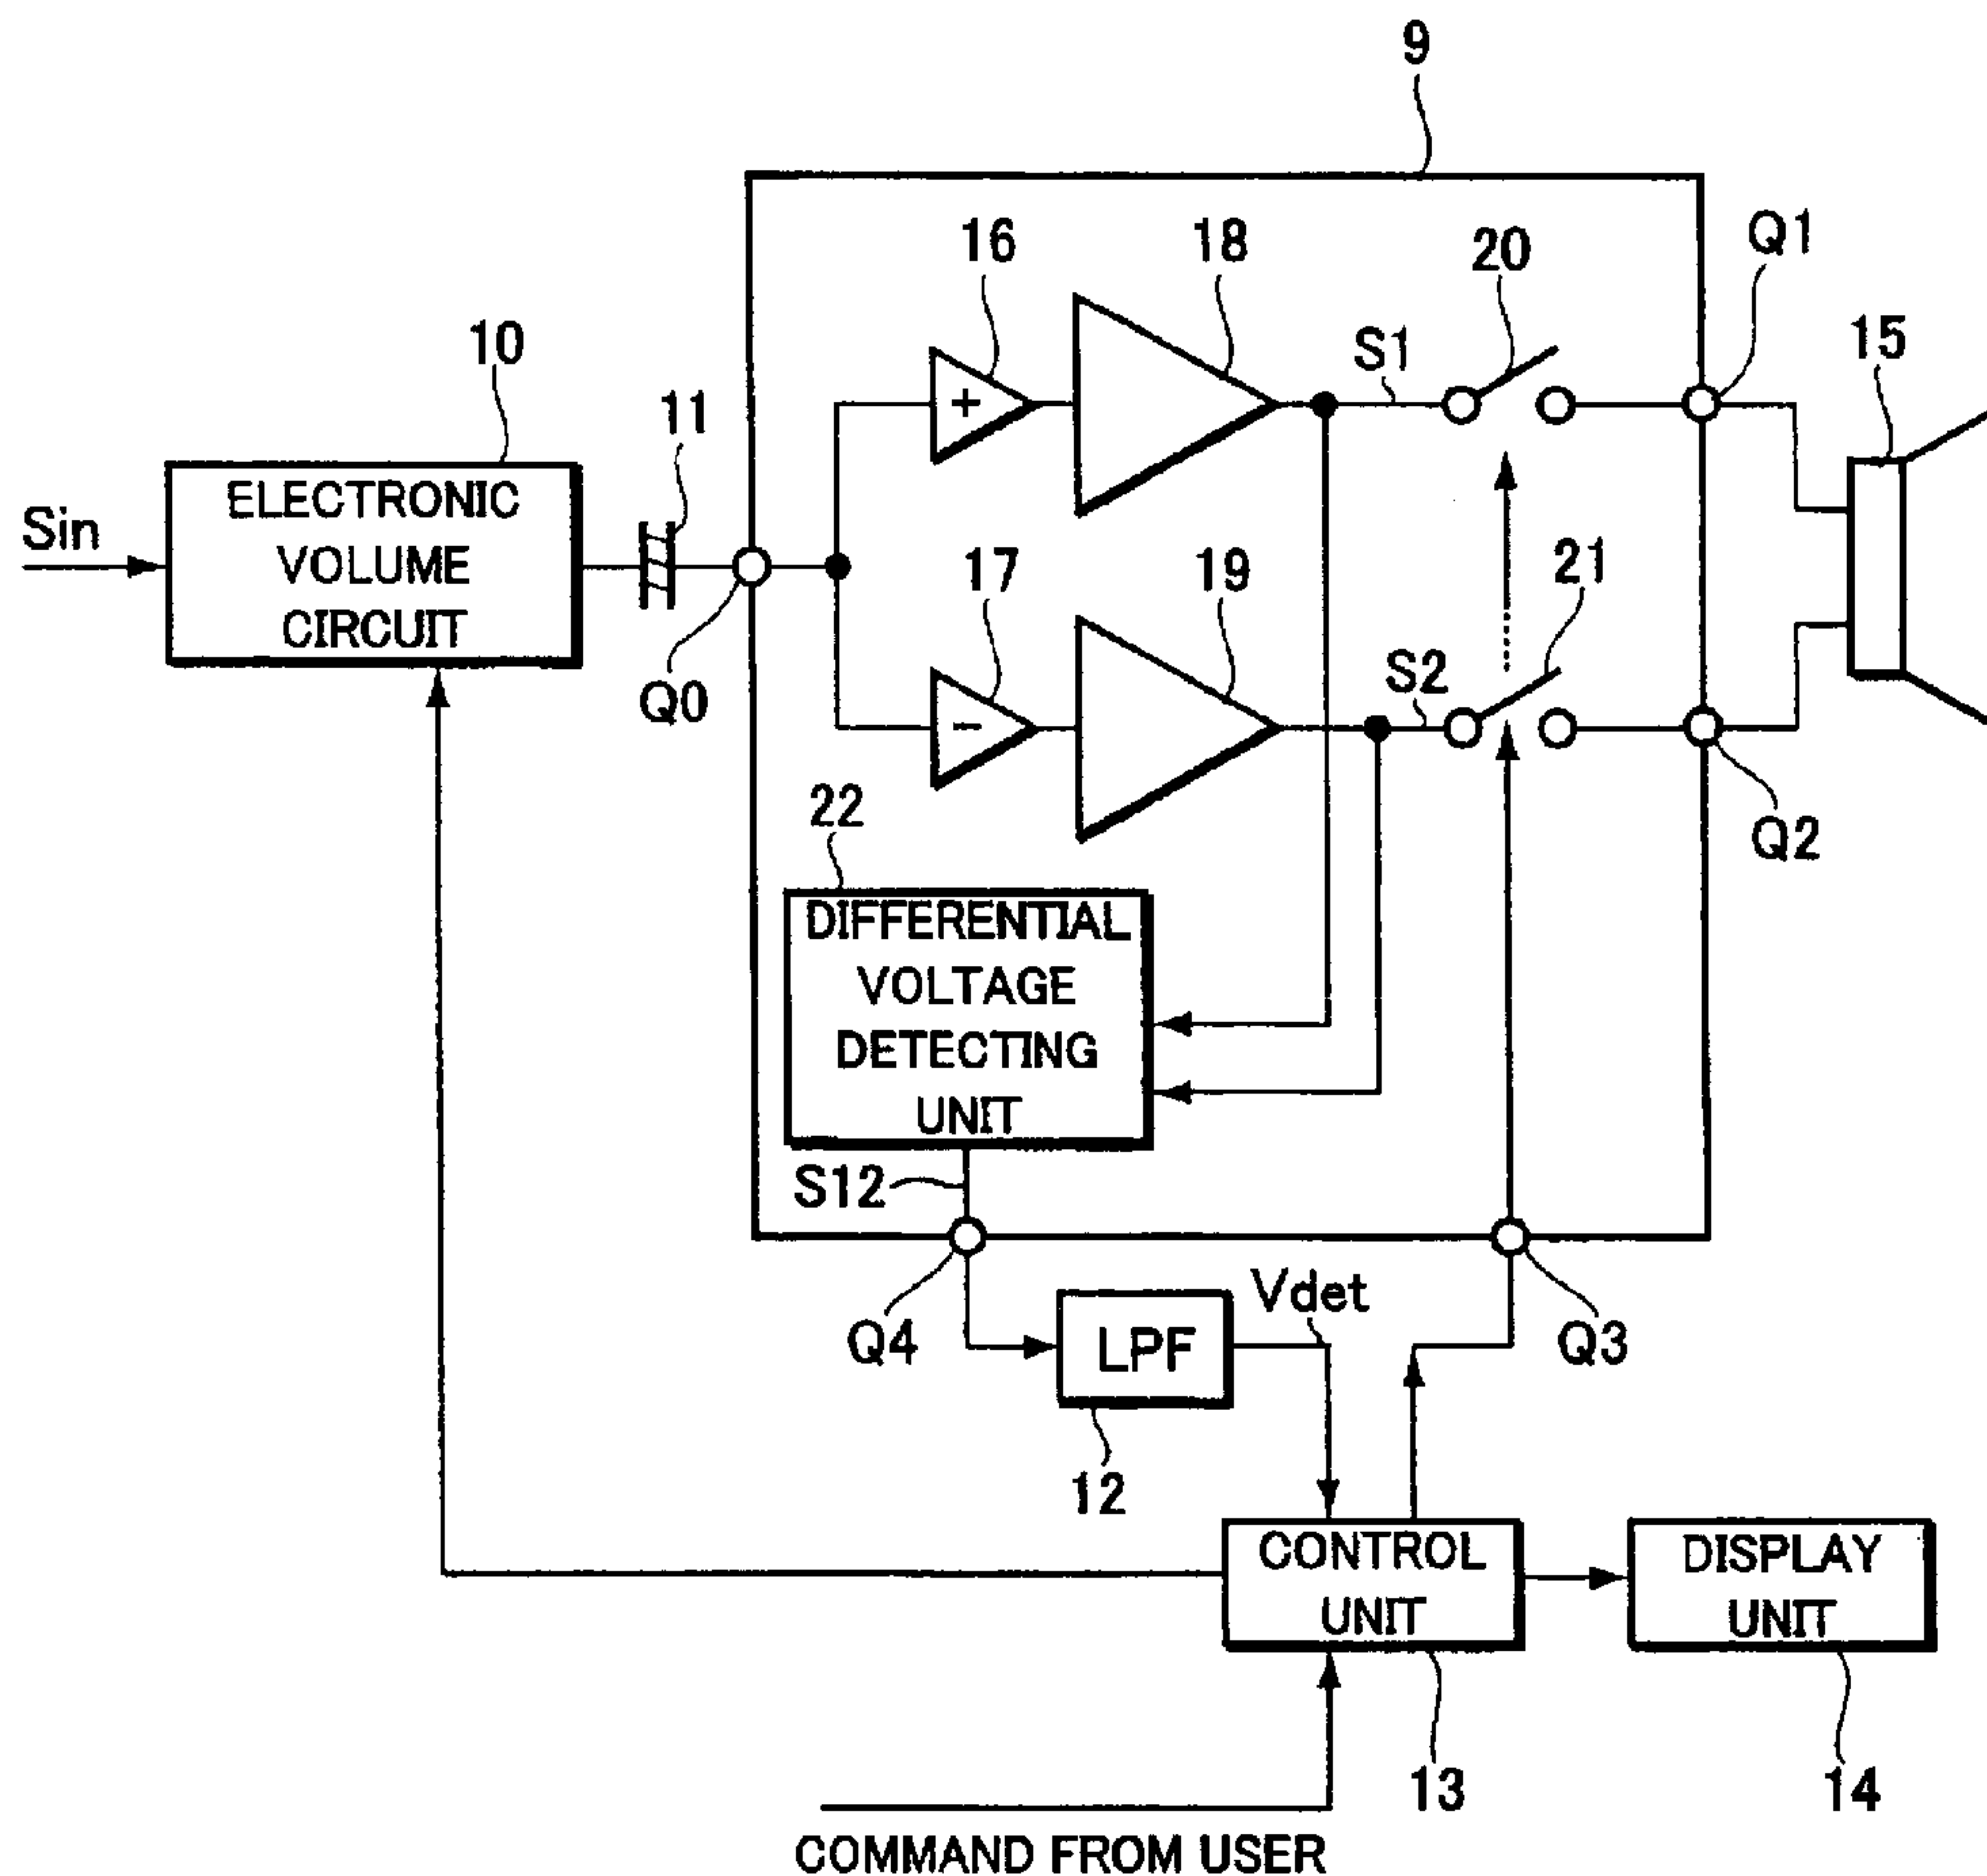 9
16
18
20
Q1
10
11
S1
15
Sin
ELECTRONIC
VOLUME
CIRCUIT
+
17
19
21
Q0
-
S2
22
Q2
DIFFERENTIAL
VOLTAGE
DETECTING
UNIT
S12
Q4
LPF
Vdet
Q3
12
CONTROL
UNIT
DISPLAY
UNIT
13
14
COMMAND FROM USER